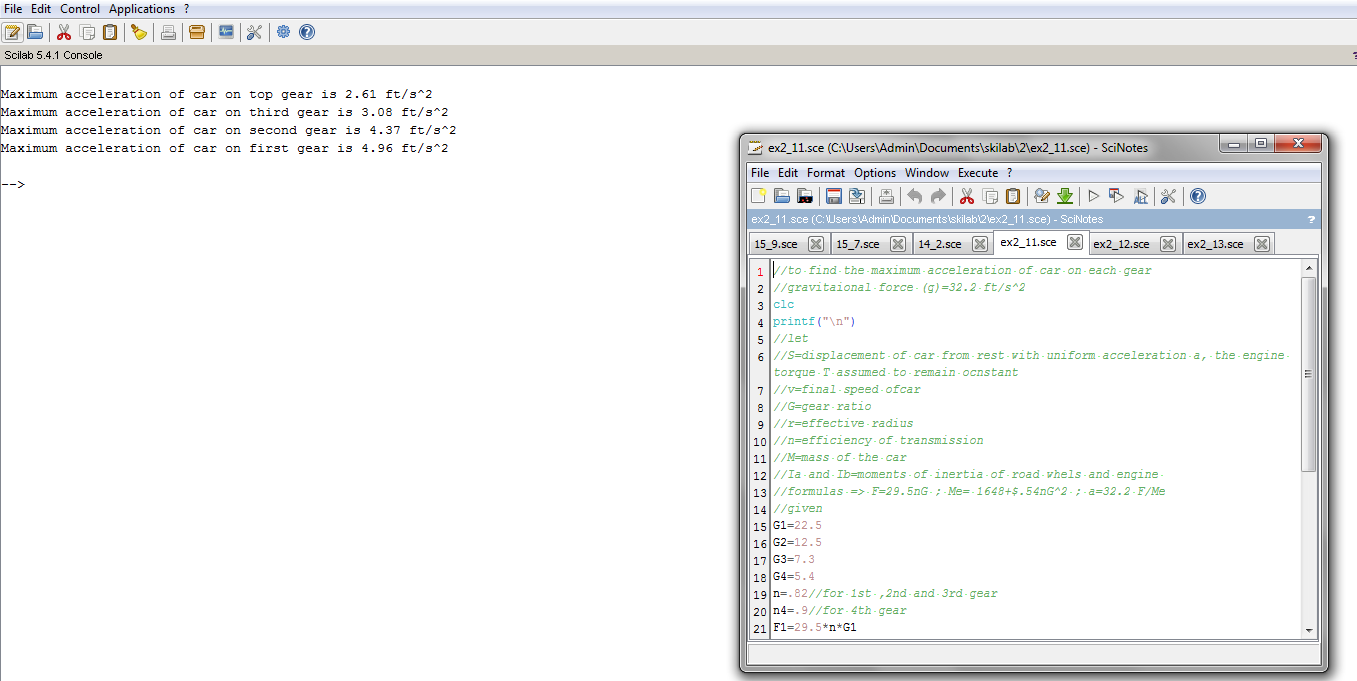 File Edit Control Applications ?
Scilab 5.4.1 Console
?
Maximum acceleration of car on top gear is 2.61 ft/s^2
Maximum acceleration of car on third gear is 3.08 ft/s^2
Maximum acceleration of car on second gear is 4.37 ft/s^2
Maximum acceleration of car on first gear is 4.96 ft/s^2
-->
ex2_11.sce (C:\Users\Admin\Documents\skilab\2\ex2_11.sce) - SciNotes
File Edit Format Options Window Execute ?
ex2_11.sce (C:\Users\Admin\Documents\skilab\2\ex2_11.sce) - SciNotes ?
15_9.sce 15_7.sce 14_2.sce ex2_11.sce ex2_12.sce ex2_13.sce
1 //to find the maximum acceleration of car on each gear
2 //gravitaional force (g)=32.2 ft/s^2
3 clc
4 printf("\n")
5 //let
6 //S=displacement of car from rest with uniform acceleration a, the engine
torque T assumed to remain ocnstant
7 //v=final speed ofcar
8 //G=gear ratio
9 //r=effective radius
10 //n=efficiency of transmission
11 //M=mass of the car
12 //Ia and Ib=moments of inertia of road whels and engine
13 //formulas => F=29.5nG ; Me= 1648+$.54nG^2 ; a=32.2 F/Me
14 //given
15 G1=22.5
16 G2=12.5
17 G3=7.3
18 G4=5.4
19 n=.82//for 1st ,2nd and 3rd gear
20 n4=.9//for 4th gear
21 F1=29.5*n*G1